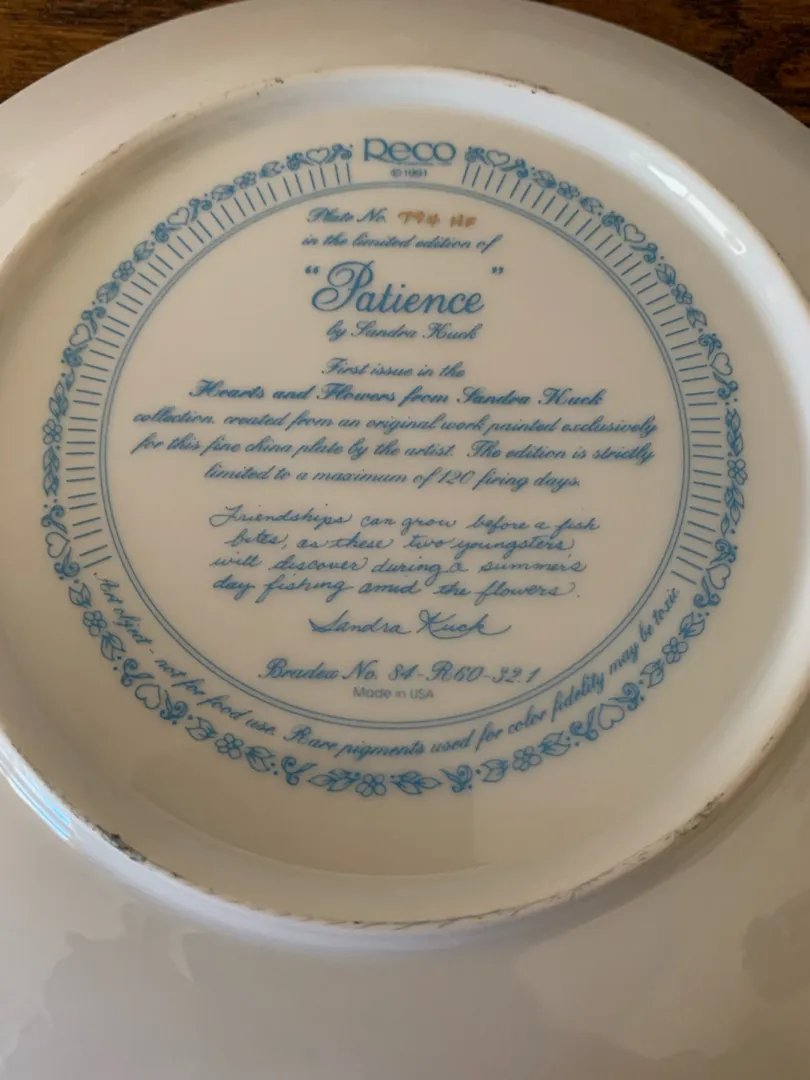 Reco
©1991
Plate No.
in the limited edition of
“Patience”
by Sandra Kuck
First issue in the
Hearts and Flowers from Sandra Kuck
collection, created from an original work painted exclusively
for this fine china plate by the artist. The edition is strictly
limited to a maximum of 120 firing days.
Friendships can grow before a fish
bites, as these two youngsters
will discover during a summer's
day fishing amid the flowers.
Sandra Kuck
Bradex No. 84-R60-32.1
Made in USA
Art object - not for food use. Rare pigments used for color fidelity may be toxic.